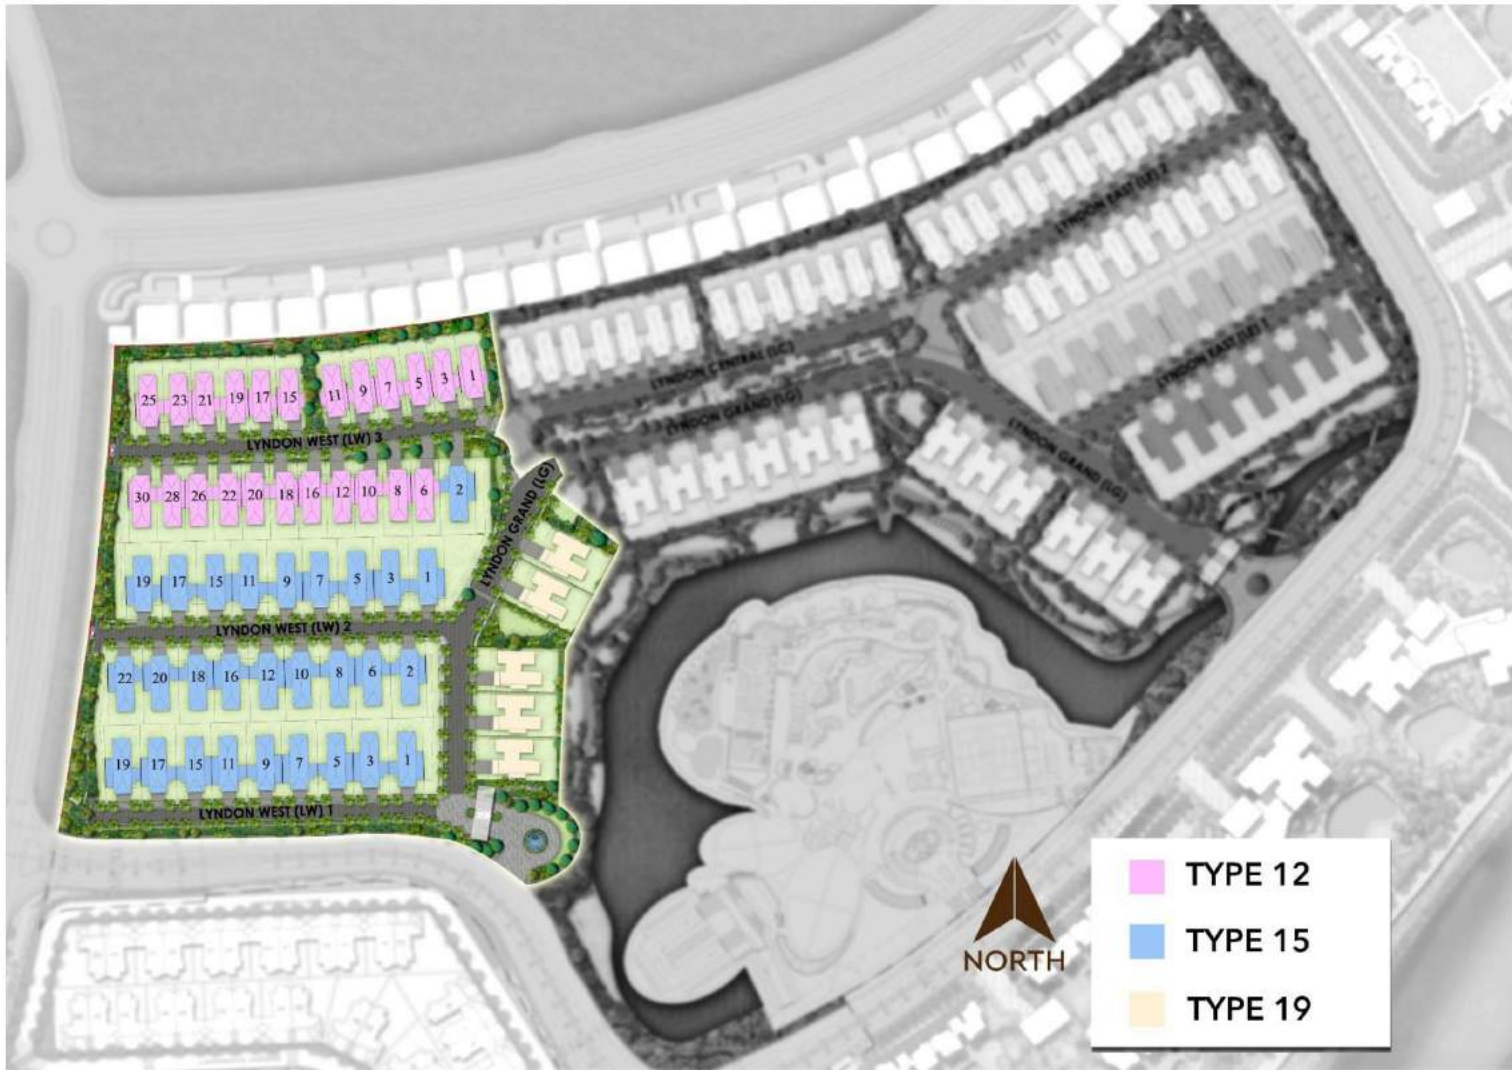 25 23 21 19 17 15 11 9 7 5 3 1
LYNDON WEST (LW) 3
30 28 26 22 20 18 16 12 10 8 6 2
19 17 15 11 9 7 5 3 1
LYNDON WEST (LW) 2
22 20 18 16 12 10 8 6 2
19 17 15 11 9 7 5 3 1
LYNDON WEST (LW) 1
LYNDON GRAND (LG)
LYNDON CENTRAL (LC)
LYNDON GRAND (LG)
LYNDON GRAND (LG)
LYNDON EAST (LE) 2
LYNDON EAST (LE) 1
NORTH
TYPE 12
TYPE 15
TYPE 19